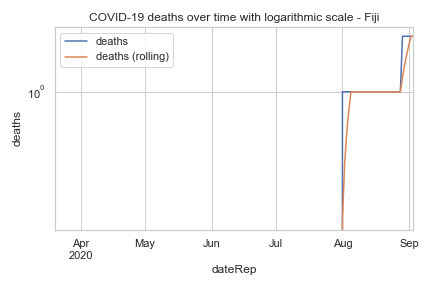 COVID-19 deaths over time with logarithmic scale - Fiji
deaths
deaths (rolling)
10⁰
deaths
Apr
2020
May
Jun
Jul
Aug
Sep
dateRep